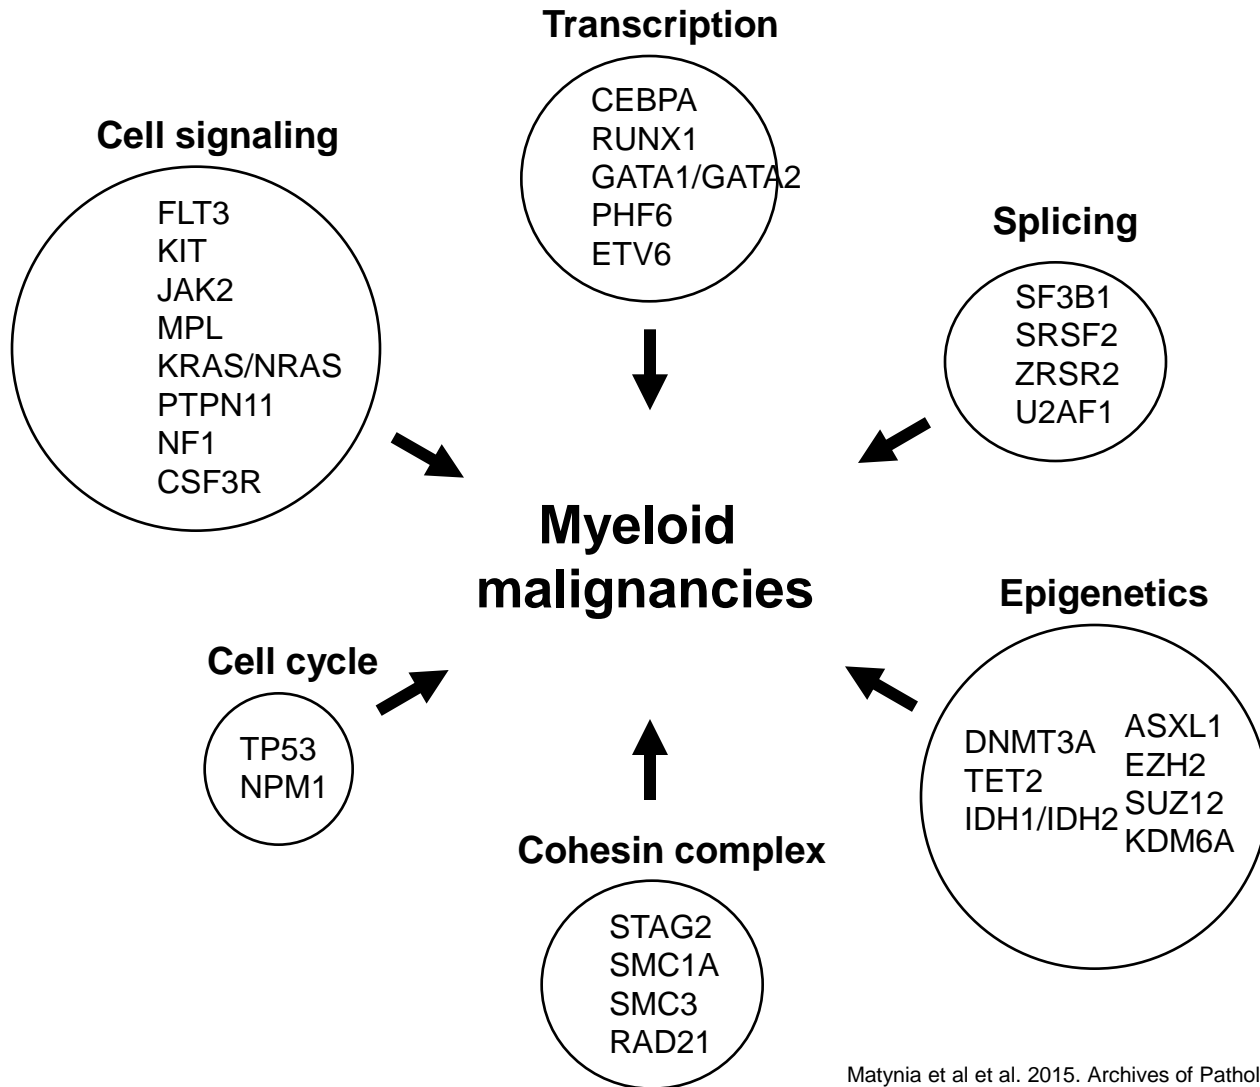 Transcription
CEBPA
RUNX1
GATA1/GATA2
PHF6
ETV6
Cell signaling
FLT3
KIT
JAK2
MPL
KRAS/NRAS
PTPN11
NF1
CSF3R
Splicing
SF3B1
SRSF2
ZRSR2
U2AF1
Myeloid
malignancies
Epigenetics
DNMT3A
TET2
IDH1/IDH2
ASXL1
EZH2
SUZ12
KDM6A
Cell cycle
TP53
NPM1
Cohesin complex
STAG2
SMC1A
SMC3
RAD21
Matynia et al et al. 2015. Archives of Pathol